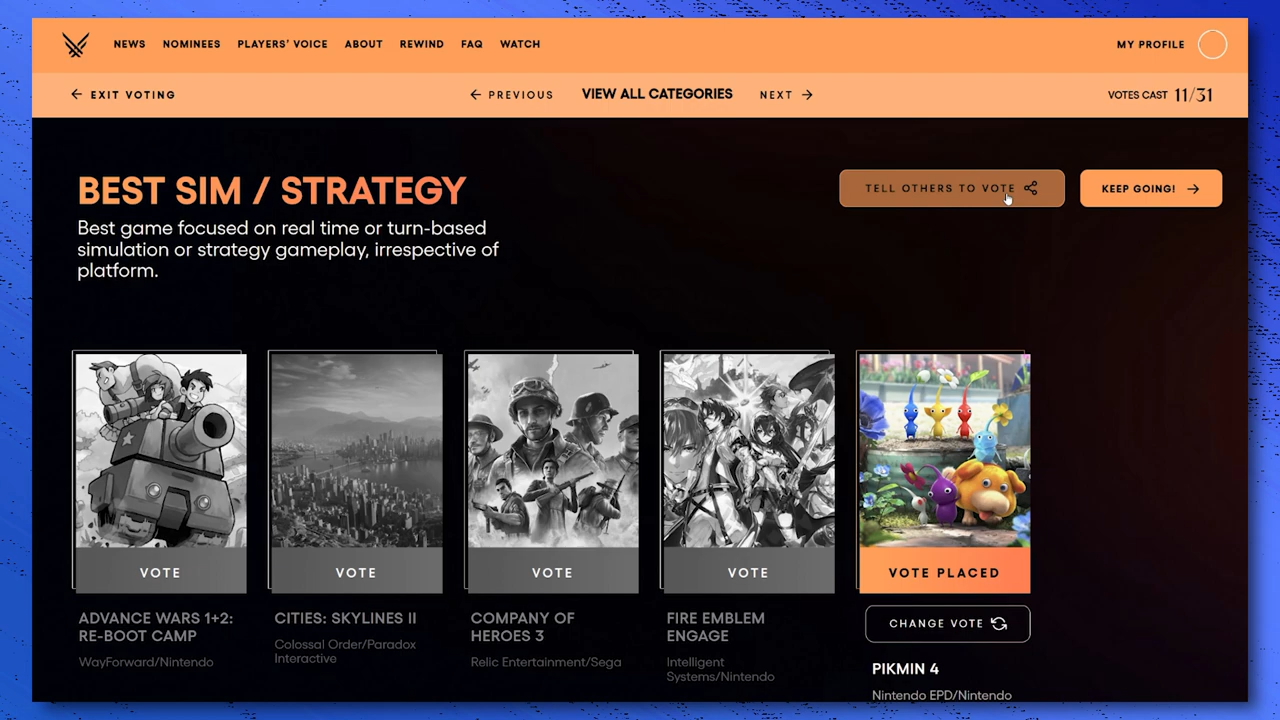 NEWS NOMINEES PLAYERS' VOICE ABOUT REWIND FAQ WATCH MY PROFILE
EXIT VOTING PREVIOUS VIEW ALL CATEGORIES NEXT VOTES CAST 11/31
BEST SIM / STRATEGY
TELL OTHERS TO VOTE KEEP GOING!
Best game focused on real time or turn-based
simulation or strategy gameplay, irrespective of
platform.
VOTE VOTE VOTE VOTE VOTE PLACED
ADVANCE WARS 1+2:
RE-BOOT CAMP
WayForward/Nintendo
CITIES: SKYLINES II
Colossal Order/Paradox
Interactive
COMPANY OF
HEROES 3
Relic Entertainment/Sega
FIRE EMBLEM
ENGAGE
Intelligent
Systems/Nintendo
CHANGE VOTE
PIKMIN 4
Nintendo EPD/Nintendo